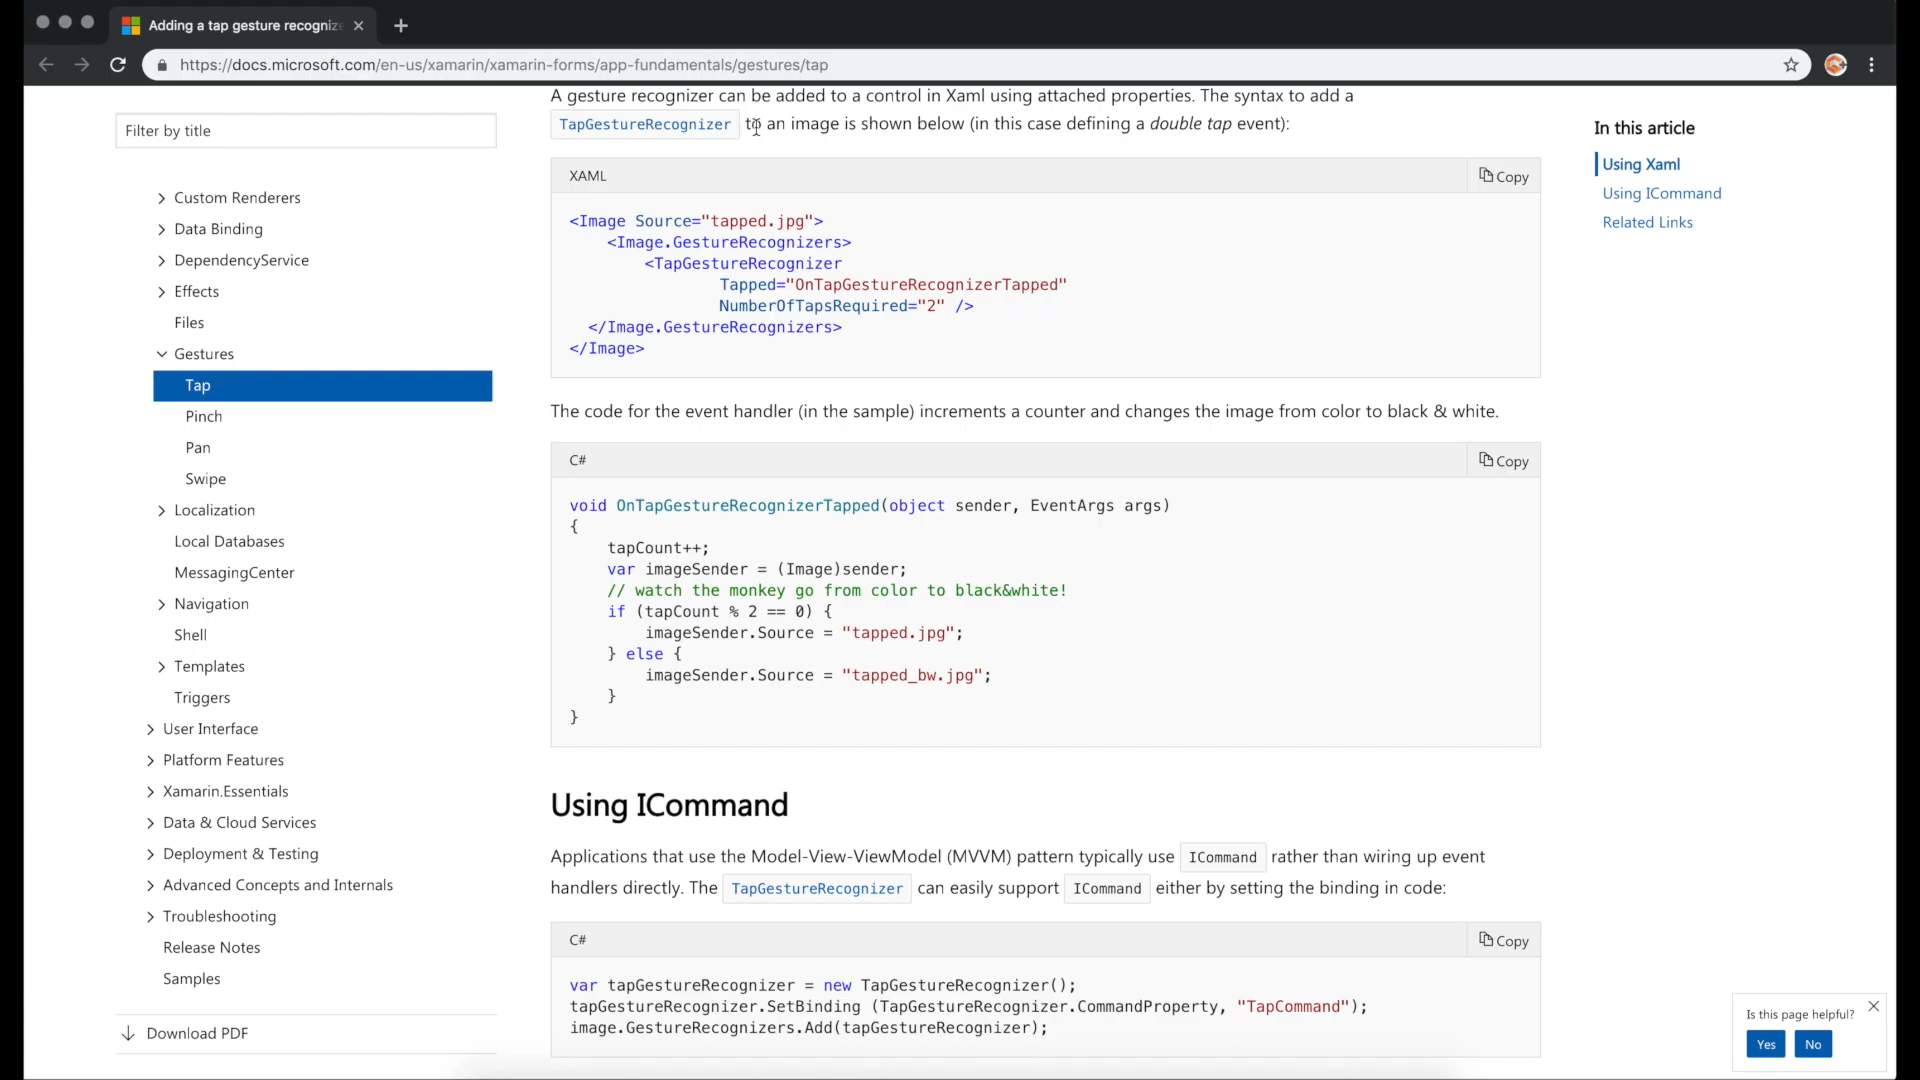 Adding a tap gesture recognize
https://docs.microsoft.com/en-us/xamarin/xamarin-forms/app-fundamentals/gestures/tap
Filter by title
Custom Renderers
Data Binding
DependencyService
Effects
Files
Gestures
Tap
Pinch
Pan
Swipe
Localization
Local Databases
MessagingCenter
Navigation
Shell
Templates
Triggers
User Interface
Platform Features
Xamarin.Essentials
Data & Cloud Services
Deployment & Testing
Advanced Concepts and Internals
Troubleshooting
Release Notes
Samples
Download PDF
A gesture recognizer can be added to a control in Xaml using attached properties. The syntax to add a
TapGestureRecognizer to an image is shown below (in this case defining a double tap event):
XAML
Copy
<Image Source="tapped.jpg">
    <Image.GestureRecognizers>
        <TapGestureRecognizer
                Tapped="OnTapGestureRecognizerTapped"
                NumberOfTapsRequired="2" />
  </Image.GestureRecognizers>
</Image>
The code for the event handler (in the sample) increments a counter and changes the image from color to black & white.
C#
Copy
void OnTapGestureRecognizerTapped(object sender, EventArgs args)
{
    tapCount++;
    var imageSender = (Image)sender;
    // watch the monkey go from color to black&white!
    if (tapCount % 2 == 0) {
        imageSender.Source = "tapped.jpg";
    } else {
        imageSender.Source = "tapped_bw.jpg";
    }
}
Using ICommand
Applications that use the Model-View-ViewModel (MVVM) pattern typically use ICommand rather than wiring up event
handlers directly. The TapGestureRecognizer can easily support ICommand either by setting the binding in code:
C#
Copy
var tapGestureRecognizer = new TapGestureRecognizer();
tapGestureRecognizer.SetBinding (TapGestureRecognizer.CommandProperty, "TapCommand");
image.GestureRecognizers.Add(tapGestureRecognizer);
In this article
Using Xaml
Using ICommand
Related Links
Is this page helpful?
Yes
No